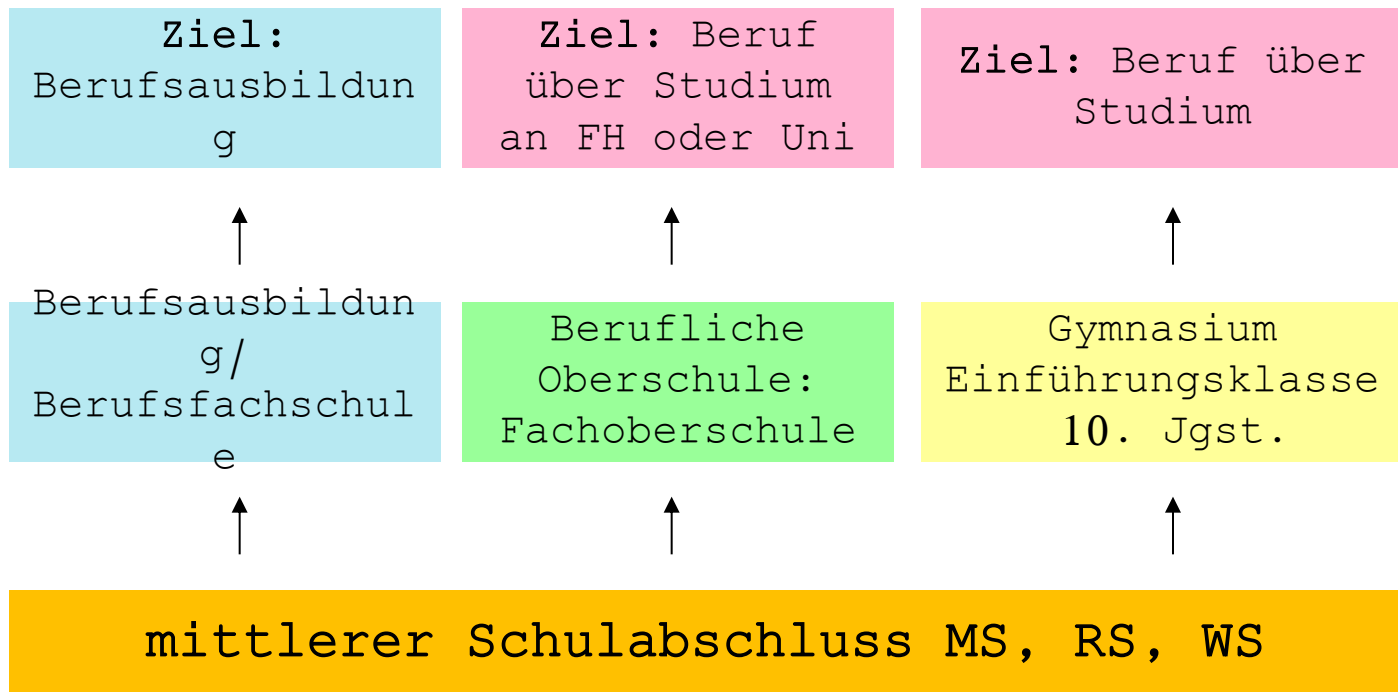 Ziel:
Berufsausbildun
g
Ziel: Beruf
über Studium
an FH oder Uni
Ziel: Beruf über
Studium
Berufsausbildun
g/
Berufsfachschul
e
Berufliche
Oberschule:
Fachoberschule
Gymnasium
Einführungsklasse
10. Jgst.
mittlerer Schulabschluss MS, RS, WS